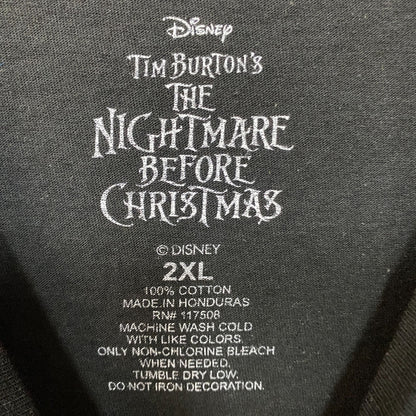 Disney
TIM BURTON'S
THE
NIGHTMARE
BEFORE
CHRISTMAS
© DISNEY
2XL
100% COTTON
MADE IN HONDURAS
RN# 117508
MACHINE WASH COLD
WITH LIKE COLORS.
ONLY NON-CHLORINE BLEACH
WHEN NEEDED.
TUMBLE DRY LOW.
DO NOT IRON DECORATION.